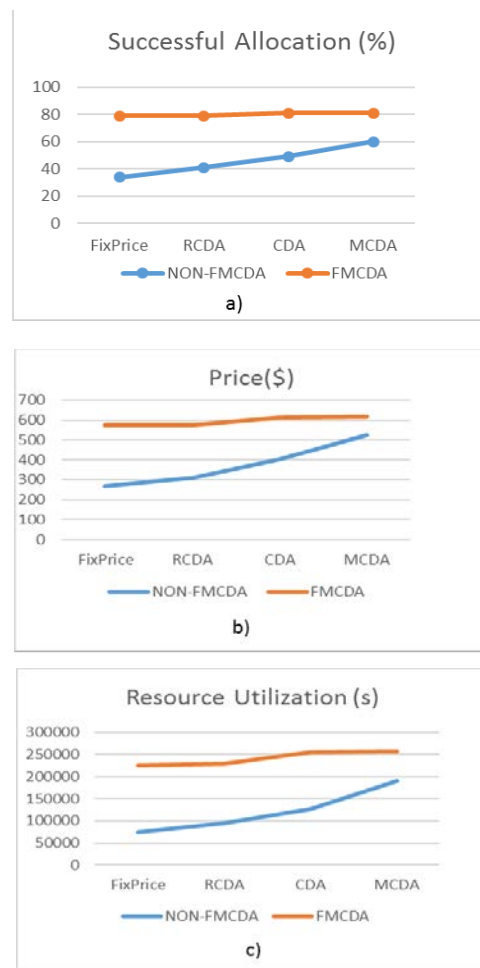 Successful Allocation (%)
100
80
60
40
20
0
FixPrice RCDA CDA MCDA
NON-FMCDA FMCDA
a)
Price($)
700
600
500
400
300
200
100
0
FixPrice RCDA CDA MCDA
NON-FMCDA FMCDA
b)
Resource Utilization (s)
300000
250000
200000
150000
100000
50000
0
FixPrice RCDA CDA MCDA
NON-FMCDA FMCDA
c)